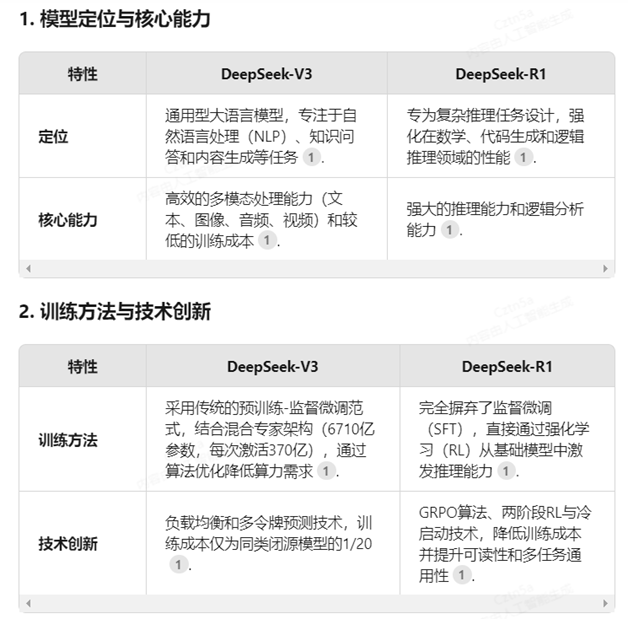 1. 模型定位与核心能力
特性 DeepSeek-V3 DeepSeek-R1
定位
通用型大语言模型，专注于自
然语言处理（NLP）、知识问
答和内容生成等任务 1 .
专为复杂推理任务设计，强
化在数学、代码生成和逻辑
推理领域的性能 1 .
核心能力
高效的多模态处理能力（文
本、图像、音频、视频）和较
低的训练成本 1 .
强大的推理能力和逻辑分析
能力 1 .
2. 训练方法与技术创新
特性 DeepSeek-V3 DeepSeek-R1
训练方法
采用传统的预训练-监督微调范
式，结合混合专家架构（6710亿
参数，每次激活370亿），通过
算法优化降低算力需求 1 .
完全摒弃了监督微调
（SFT），直接通过强化学
习（RL）从基础模型中激
发推理能力 1 .
技术创新
负载均衡和多令牌预测技术，训
练成本仅为同类闭源模型的1/20
1 .
GRPO算法、两阶段RL与冷
启动技术，降低训练成本
并提升可读性和多任务通
用性 1 .